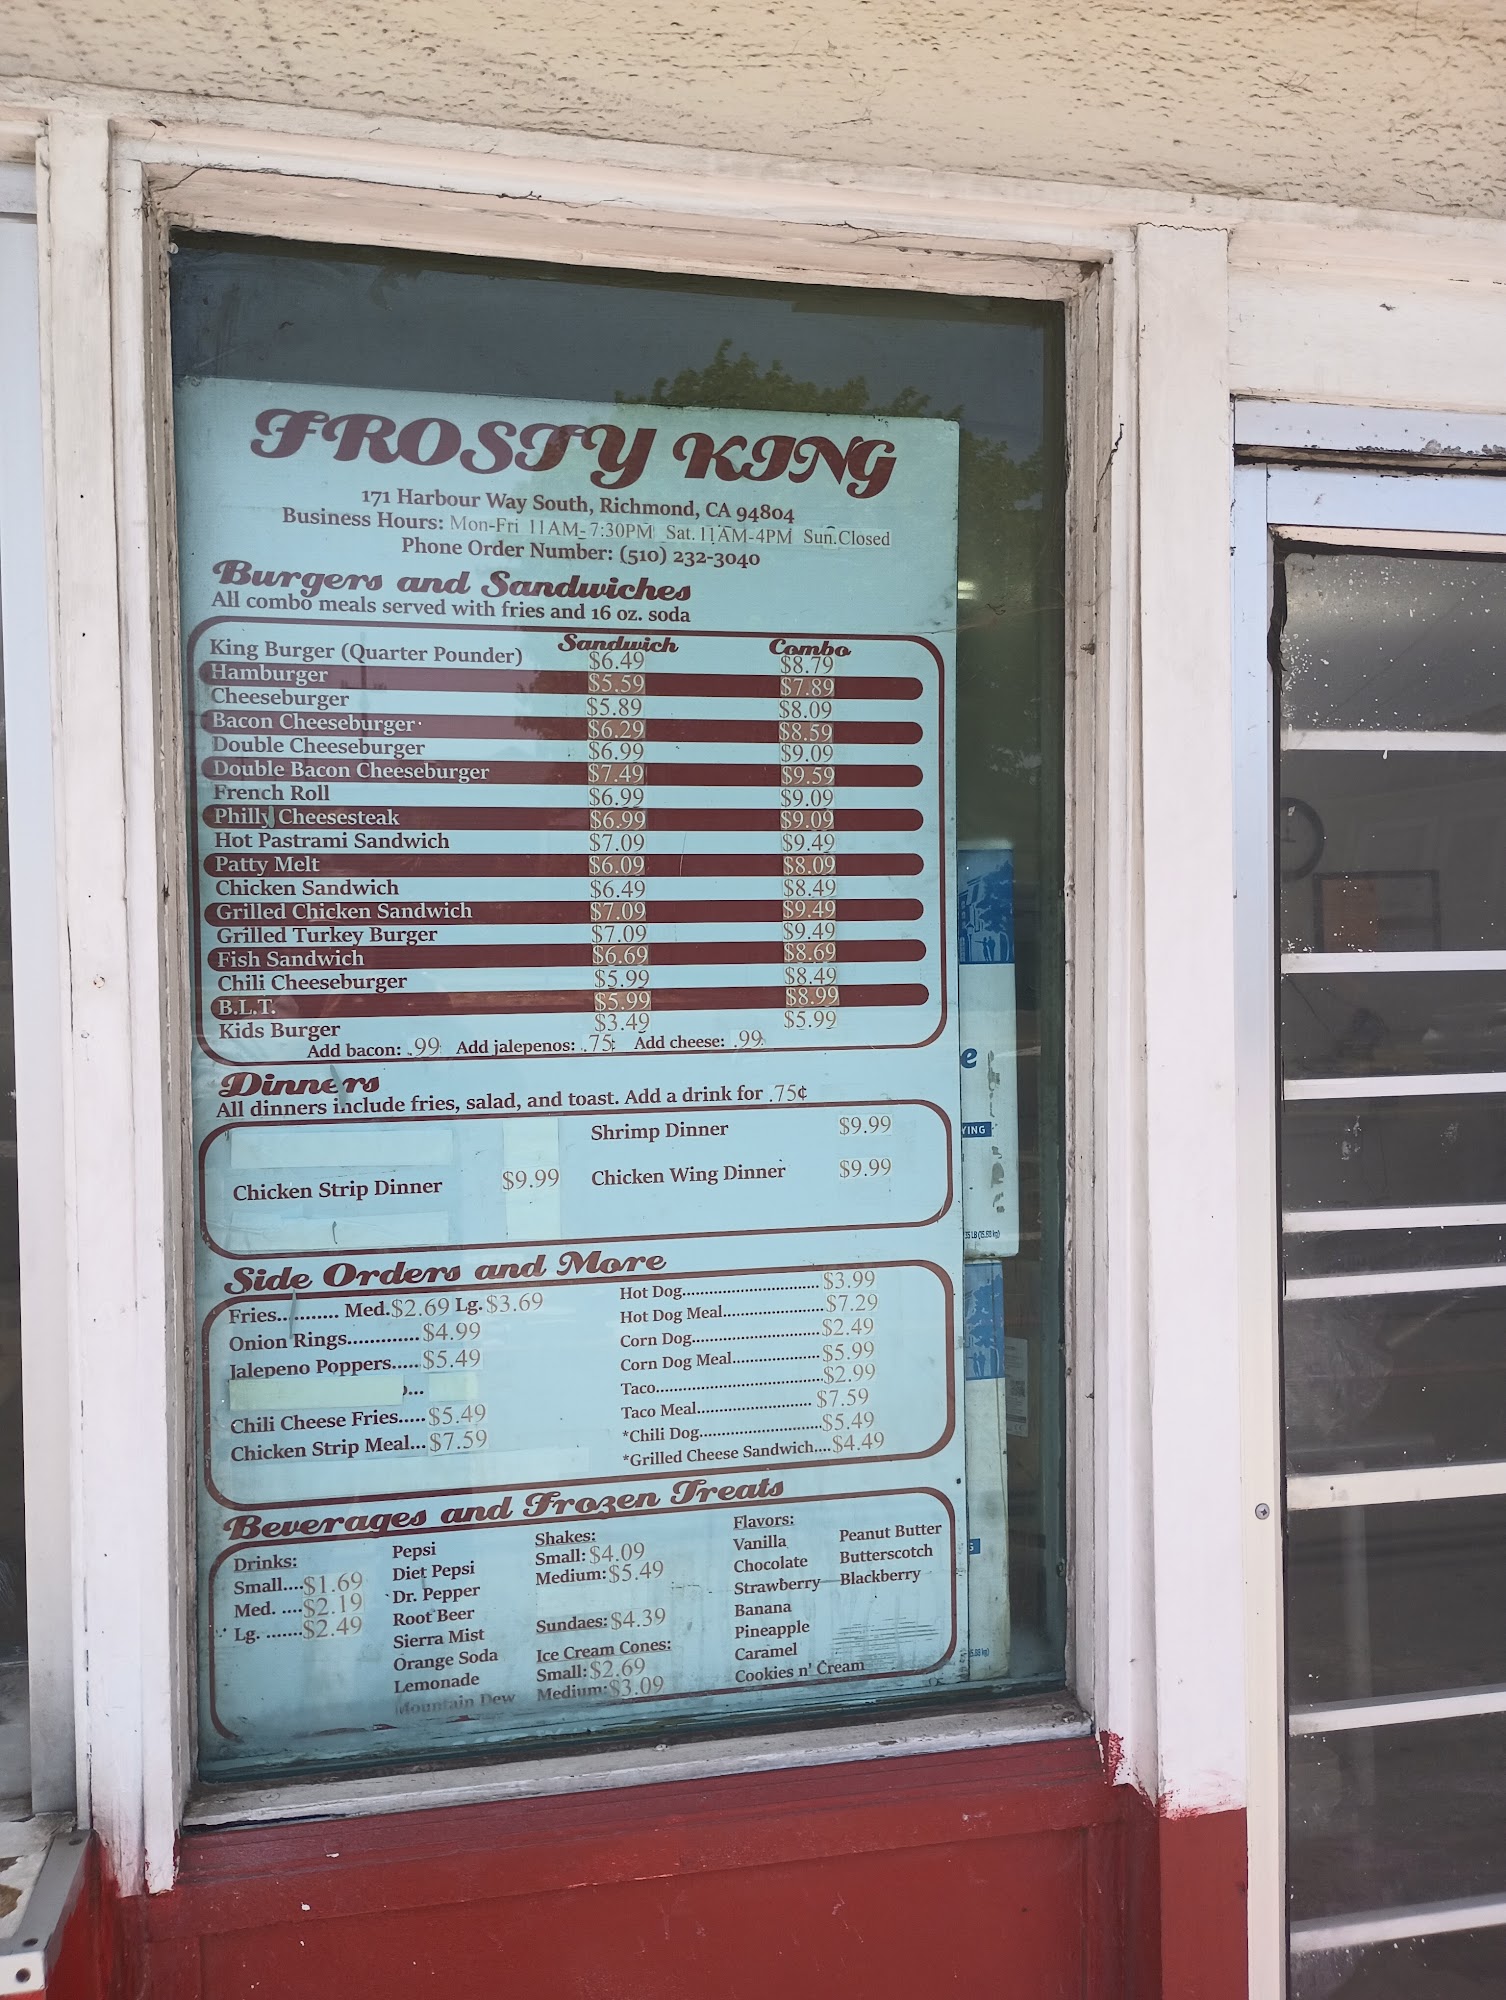 FROSTY KING
171 Harbour Way South, Richmond, CA 94804
Business Hours: Mon-Fri 11AM-7:30PM Sat. 11AM-4PM Sun.Closed
Phone Order Number: (510) 232-3040
Burgers and Sandwiches
All combo meals served with fries and 16 oz. soda
Sandwich Combo
King Burger (Quarter Pounder) $6.49 $8.79
Hamburger $5.59 $7.89
Cheeseburger $5.89 $8.09
Bacon Cheeseburger $6.29 $8.59
Double Cheeseburger $6.99 $9.09
Double Bacon Cheeseburger $7.49 $9.59
French Roll $6.99 $9.09
Philly Cheesesteak $6.99 $9.09
Hot Pastrami Sandwich $7.09 $9.49
Patty Melt $6.09 $8.09
Chicken Sandwich $6.49 $8.49
Grilled Chicken Sandwich $7.09 $9.49
Grilled Turkey Burger $7.09 $9.49
Fish Sandwich $6.69 $8.69
Chili Cheeseburger $5.99 $8.49
B.L.T. $5.99 $8.99
Kids Burger $3.49 $5.99
Add bacon: .99 Add jalepenos: .75¢ Add cheese: .99
Dinners
All dinners include fries, salad, and toast. Add a drink for .75¢
Shrimp Dinner $9.99
Chicken Strip Dinner $9.99 Chicken Wing Dinner $9.99
Side Orders and More
Fries.......... Med.$2.69 Lg.$3.69
Onion Rings............. $4.99
Jalepeno Poppers..... $5.49
Chili Cheese Fries..... $5.49
Chicken Strip Meal... $7.59
Hot Dog.............................. $3.99
Hot Dog Meal...................... $7.29
Corn Dog............................ $2.49
Corn Dog Meal.................... $5.99
Taco.................................... $2.99
Taco Meal......................... $7.59
*Chili Dog........................... $5.49
*Grilled Cheese Sandwich.... $4.49
Beverages and Frozen Treats
Drinks:
Small.... $1.69
Med. .... $2.19
Lg. ....... $2.49
Pepsi
Diet Pepsi
Dr. Pepper
Root Beer
Sierra Mist
Orange Soda
Lemonade
Mountain Dew
Shakes:
Small: $4.09
Medium: $5.49
Sundaes: $4.39
Ice Cream Cones:
Small: $2.69
Medium: $3.09
Flavors:
Vanilla
Chocolate
Strawberry
Banana
Pineapple
Caramel
Cookies n' Cream
Peanut Butter
Butterscotch
Blackberry